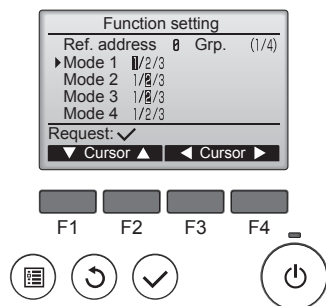 Function setting
Ref. address 0 Grp. (1/4)
Mode 1 1/2/3
Mode 2 1/2/3
Mode 3 1/2/3
Mode 4 1/2/3
Request: ✓
▼ Cursor ▲ ◀ Cursor ▶
F1 F2 F3 F4